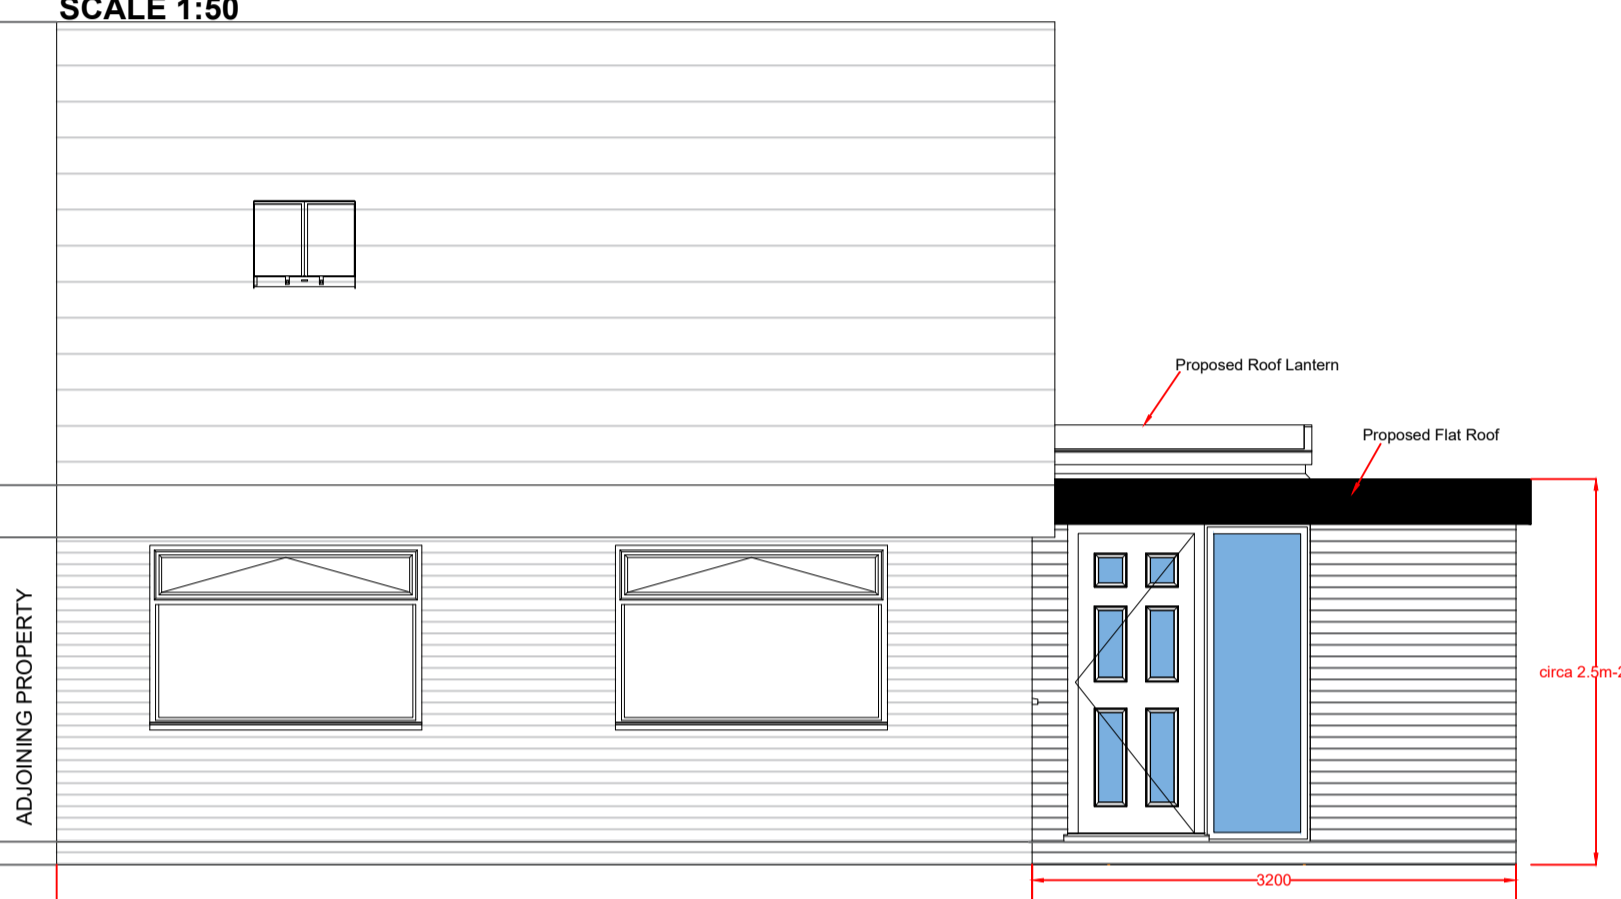 SCALE 1:50
Proposed Roof Lantern
Proposed Flat Roof
ADJOINING PROPERTY
circa 2.5m-
3200